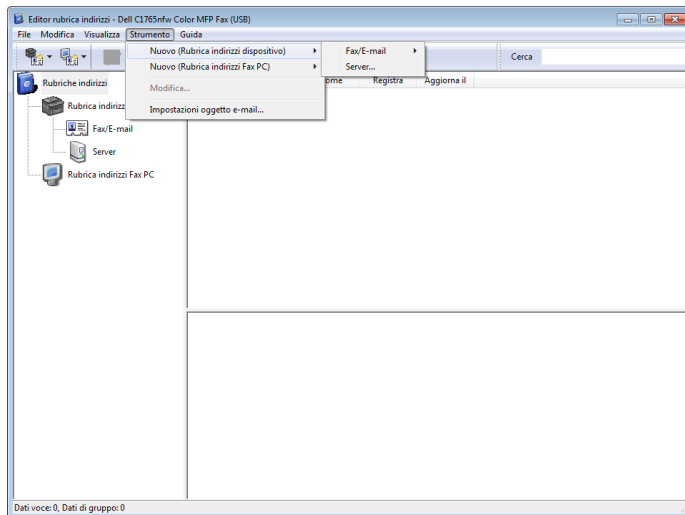 Editor rubrica indirizzi - Dell C1765nfw Color MFP Fax (USB)
File Modifica Visualizza Strumento Guida
Nuovo (Rubrica indirizzi dispositivo)
Fax/E-mail
Nuovo (Rubrica indirizzi Fax PC)
Server...
Modifica...
Impostazioni oggetto e-mail...
Cerca
Registra Aggiorna il
Rubriche indirizzi
Rubrica
Fax/E-mail
Server
Rubrica indirizzi Fax PC
Dati voce: 0, Dati di gruppo: 0